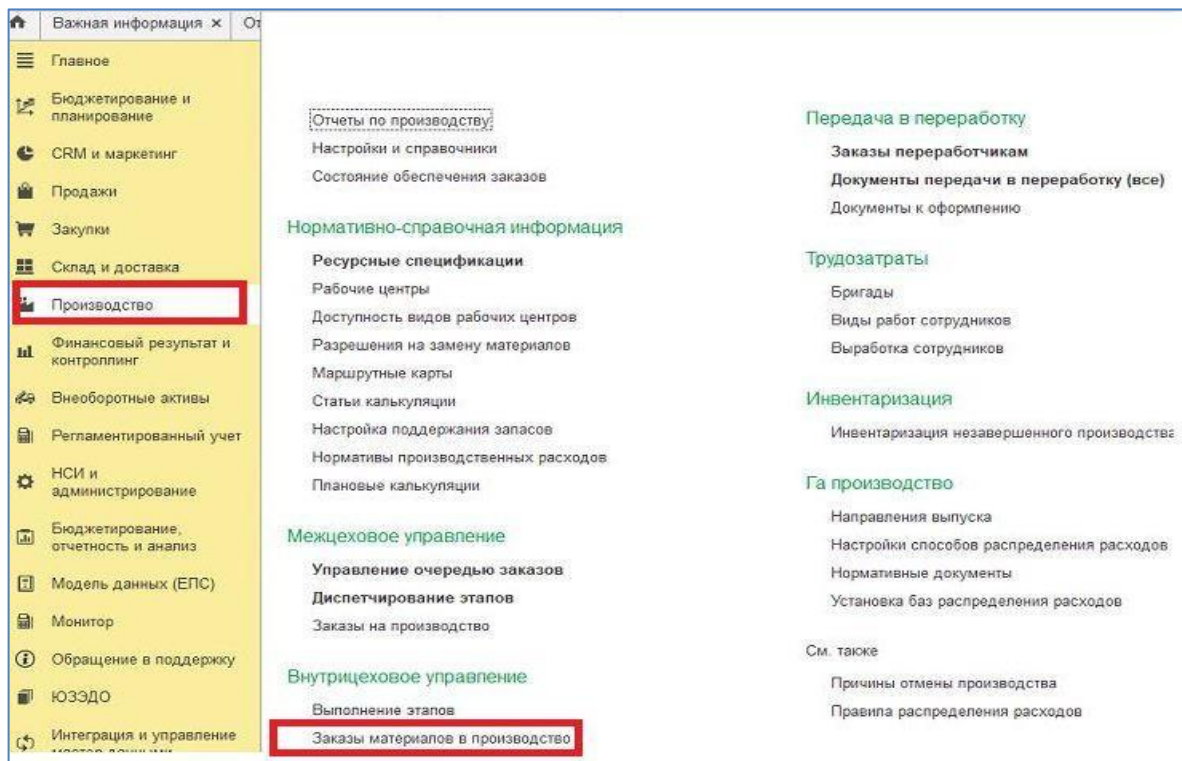 Важная информация ×
От
Главное
Бюджетирование и
планирование
CRM и маркетинг
Продажи
Закупки
Склад и доставка
Производство
Финансовый результат и
контроллинг
Внеоборотные активы
Регламентированный учет
НСИ и
администрирование
Бюджетирование,
отчетность и анализ
Модель данных (ЕПС)
Монитор
Обращение в поддержку
ЮЗЭДО
Интеграция и управление
Отчеты по производству
Настройки и справочники
Состояние обеспечения заказов
Нормативно-справочная информация
Ресурсные спецификации
Рабочие центры
Доступность видов рабочих центров
Разрешения на замену материалов
Маршрутные карты
Статьи калькуляции
Настройка поддержания запасов
Нормативы производственных расходов
Плановые калькуляции
Межцеховое управление
Управление очередью заказов
Диспетчирование этапов
Заказы на производство
Внутрицеховое управление
Выполнение этапов
Заказы материалов в производство
Передача в переработку
Заказы переработчикам
Документы передачи в переработку (все)
Документы к оформлению
Трудозатраты
Бригады
Виды работ сотрудников
Выработка сотрудников
Инвентаризация
Инвентаризация незавершенного производства
Га производство
Направления выпуска
Настройки способов распределения расходов
Нормативные документы
Установка баз распределения расходов
См. также
Причины отмены производства
Правила распределения расходов